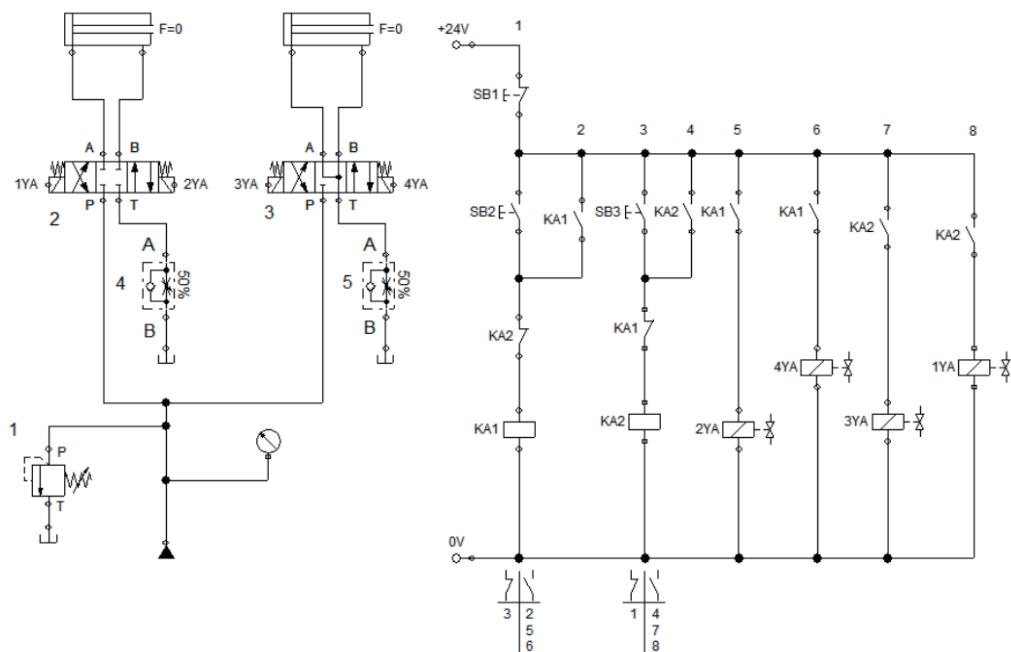 F=0
F=0
A B
A B
1YA 2YA
3YA 4YA
2 P T
3 P T
A
4 50%
B
A
5 50%
B
1
P
T
+24V 1
SB1
2 3 4 5 6 7 8
SB2 KA1 SB3 KA2 KA1 KA1 KA2 KA2
KA2 KA1
4YA 1YA
KA1 KA2 2YA 3YA
0V
3 2
5
6
1 4
7
8